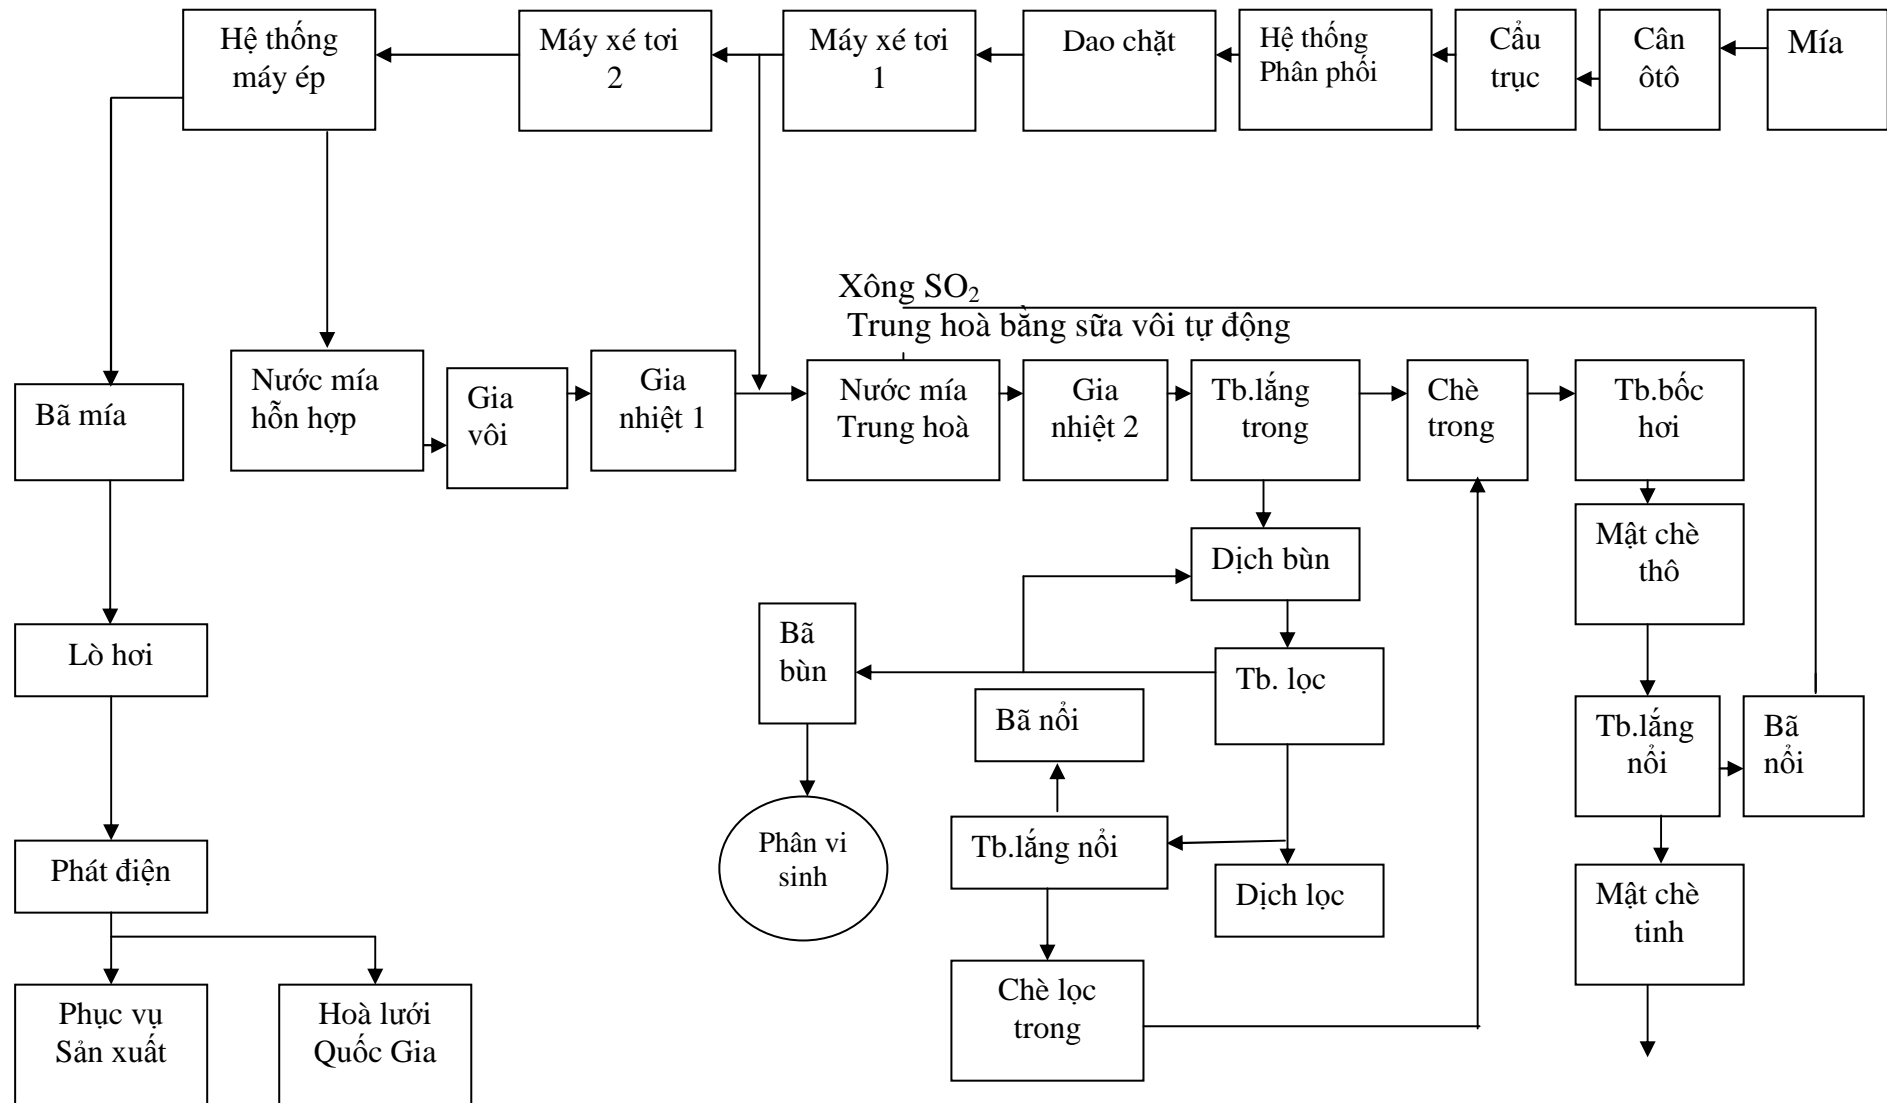 Hệ thống
máy ép
Máy xé tơi
2
Máy xé tơi
1
Dao chặt
Hệ thống
Phân phối
Cẩu
trục
Cân
ôtô
Mía
Xông SO₂
Trung hoà bằng sữa vôi tự động
Bã mía
Nước mía
hỗn hợp
Gia
vôi
Gia
nhiệt 1
Nước mía
Trung hoà
Gia
nhiệt 2
Tb.lắng
trong
Chè
trong
Tb.bốc
hơi
Dịch bùn
Mật chè
thô
Lò hơi
Bã
bùn
Tb. lọc
Bã nổi
Tb.lắng
nổi
Bã
nổi
Phát điện
Phân vi
sinh
Tb.lắng nổi
Dịch lọc
Mật chè
tinh
Phục vụ
Sản xuất
Hoà lưới
Quốc Gia
Chè lọc
trong